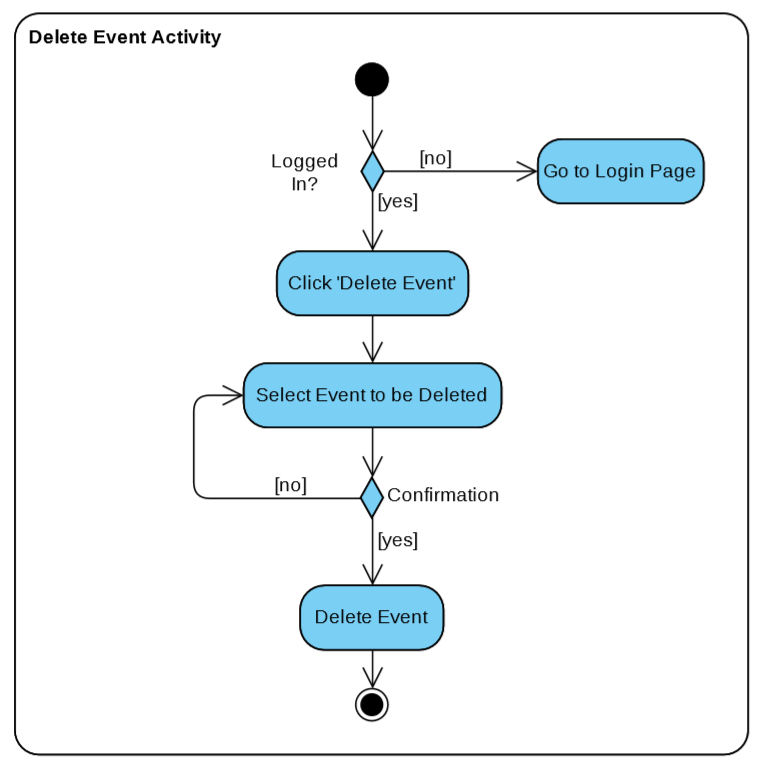 Delete Event Activity
Logged
In?
[no]
Go to Login Page
[yes]
Click 'Delete Event'
Select Event to be Deleted
[no]
Confirmation
[yes]
Delete Event